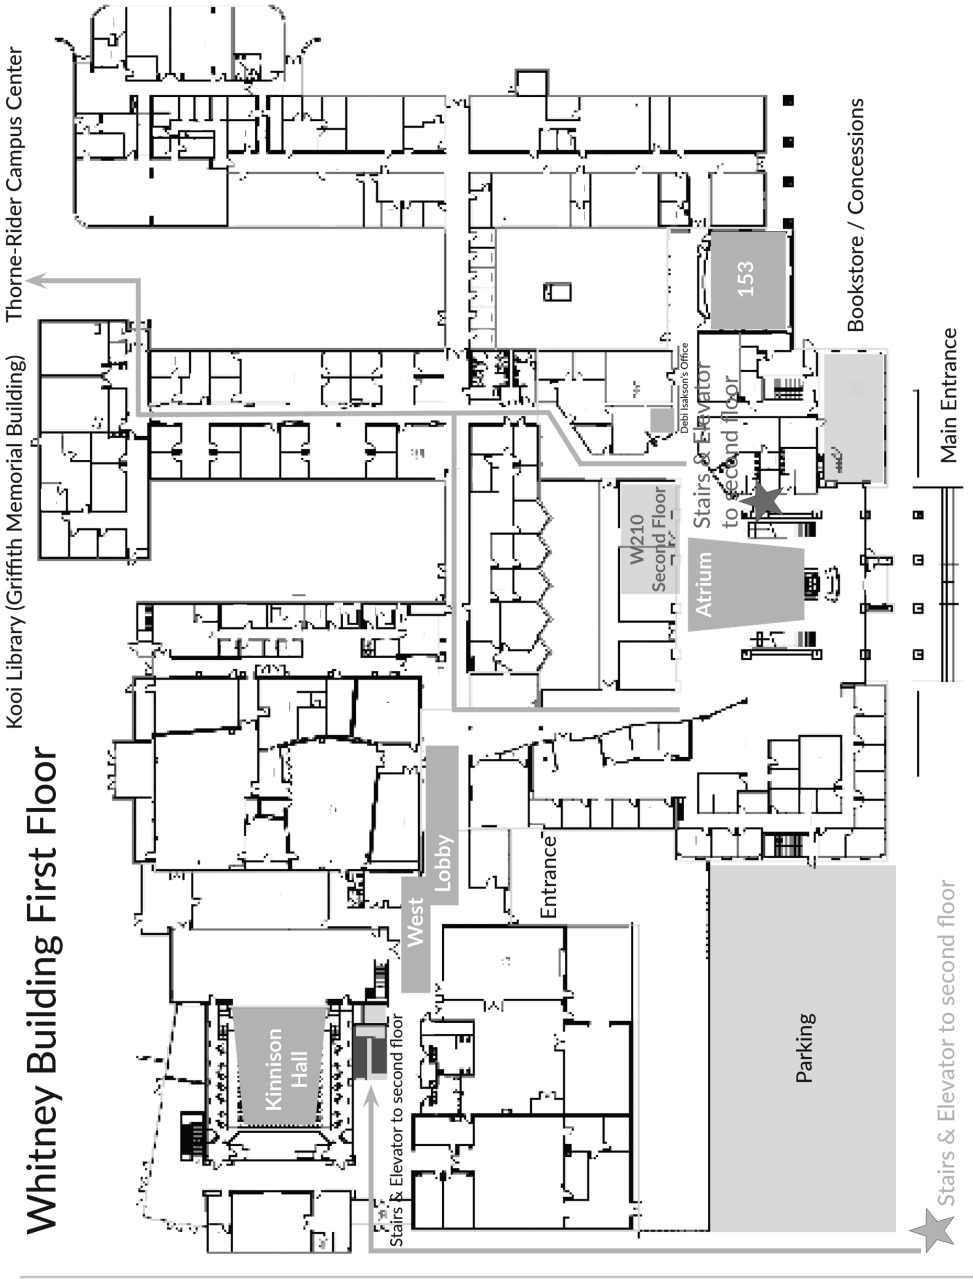 Whitney Building First Floor
Kooi Library (Griffith Memorial Building)
Thorne-Rider Campus Center
Kinnison
Hall
West
Lobby
Stairs & Elevator to second floor
Entrance
W210
Second Floor
Debi Isakson's Office
Stairs & Elevator
to second floor
Atrium
153
Bookstore / Concessions
Parking
Main Entrance
Stairs & Elevator to second floor